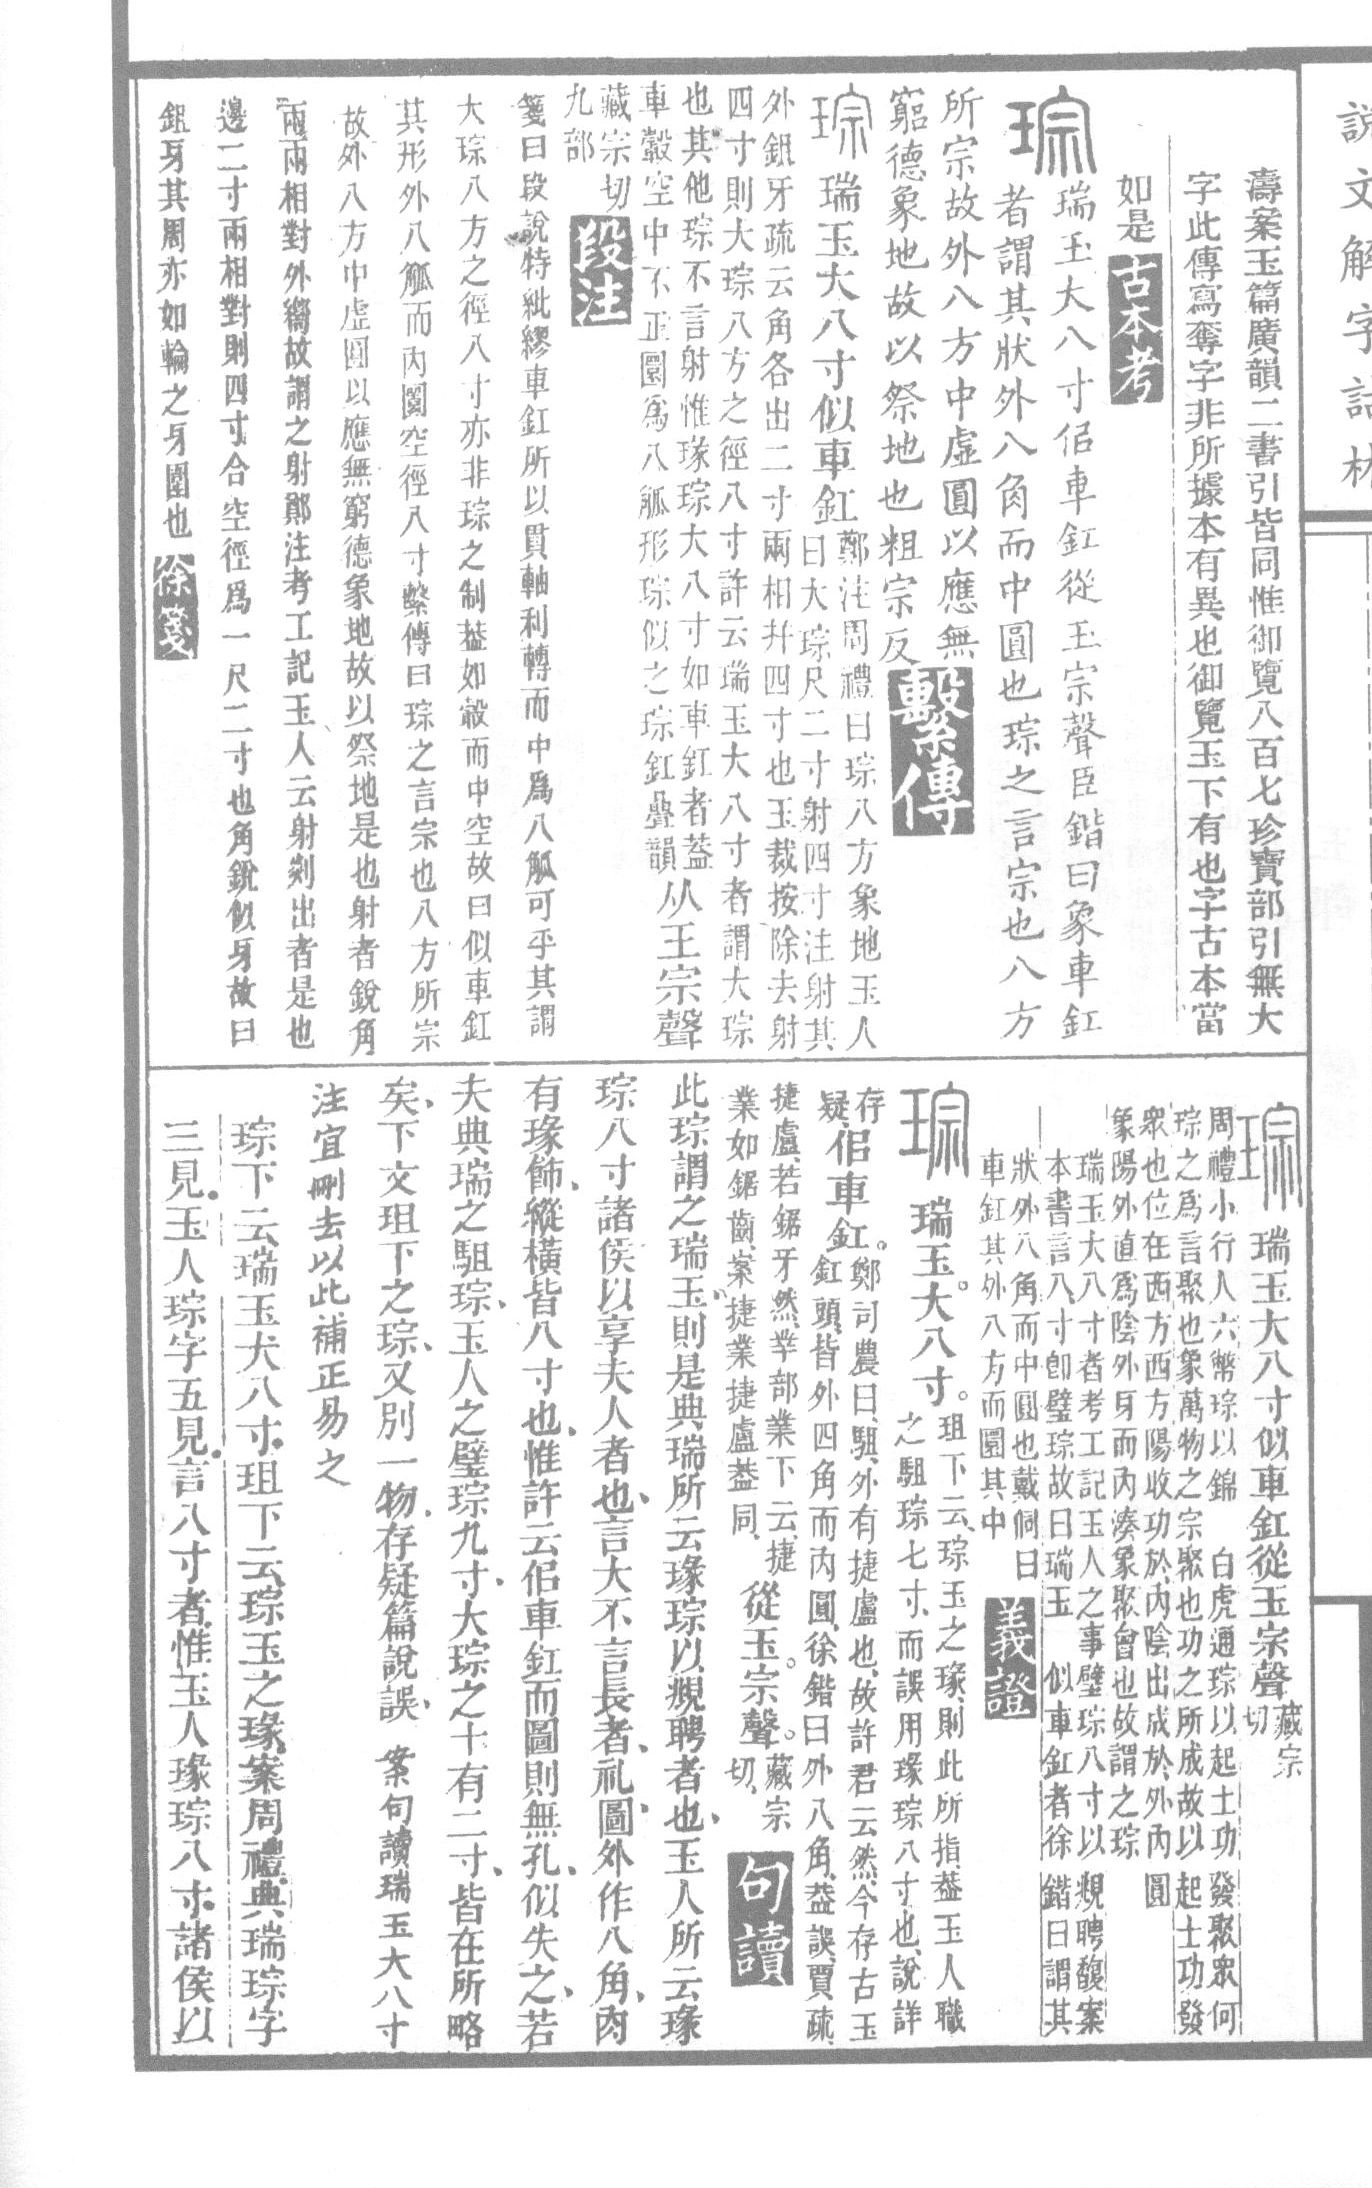 說文解字詁林
濤案玉篇廣韻二書引皆同惟御覽八百七珍寶部引無大
字此傳寫奪字非所據本有異也御覽玉下有也字古本當
如是古本考
琮瑞玉大八寸佀車釭從玉宗聲臣鍇曰象車釭
者謂其狀外八角而中圓也琮之言宗也八方
所宗故外八方中虛圓以應無
窮德象地故以祭地也粗宗反繫傳
琮瑞玉大八寸似車釭鄭注周禮曰琮八方象地玉人
曰大琮尺二寸射四寸注射其
外鉏牙疏云角各出二寸兩相幷四寸也玉裁按除去射
四寸則大琮八方之徑八寸許云瑞玉大八寸者謂大琮
也其他琮不言射惟瑑琮大八寸如車釭者葢
車轂空中不正圜爲八觚形琮似之琮釭疊韻从王宗聲
藏宗切
九部段注
箋曰段說特紕繆車釭所以貫軸利轉而中爲八觚可乎其謂
大琮八方之徑八寸亦非琮之制葢如轂而中空故曰似車釭
其形外八觚而內圜空徑八寸繫傳曰琮之言宗也八方所宗
故外八方中虛圓以應無窮德象地故以祭地是也射者銳角
兩兩相對外嚮故謂之射鄭注考工記玉人云射剡出者是也
邊二寸兩相對則四寸合空徑爲一尺二寸也角銳似牙故曰
鉏牙其周亦如輪之牙圍也徐箋
琮瑞玉大八寸似車釭從玉宗聲藏宗
切
周禮小行人六幣琮以錦 白虎通琮以起土功發聚衆何
琮之爲言聚也象萬物之宗聚也功之所成故以起士功發
衆也位在西方西方陽收功於內陰出成於外內圓
象陽外直爲陰外身而內湊象聚會也故謂之琮
瑞玉大八寸者考工記玉人之事璧琮八寸以覜聘馥案
本書言八寸卽璧琮故曰瑞玉 似車釭者徐鍇曰謂其
狀外八角而中圓也戴侗曰
車釭其外八方而圜其中義證
琮瑞玉。大八寸。珇下云、琮玉之瑑、則此所指、葢玉人職
之駔琮七寸、而誤用瑑琮八寸也、說詳
存
疑、佀車釭。鄭司農曰、駔、外有捷盧也、故許君云然、今存古玉
釭頭、皆外四角而內圓、徐鍇曰外八角、葢誤、賈疏、
捷盧、若鋸牙然、丵部業下云、捷
業如鋸齒、案捷業捷盧葢同、從玉。宗聲。藏宗、
切、句讀
此琮謂之瑞玉、則是典瑞所云瑑琮以覜聘者也、玉人所云瑑
琮八寸諸侯以享夫人者也、言大不言長者、礼圖外作八角、內
有瑑飾、縱橫皆八寸也、惟許云佀車釭而圖則無孔、似失之、若
夫典瑞之駔琮、玉人之璧琮九寸、大琮之十有二寸、皆在所略
矣、下文珇下之琮、又別一物、存疑篇說誤、 案句讀瑞玉大八寸
注宜刪去以此補正易之
琮下云瑞玉大八寸、珇下云琮玉之瑑、案周禮典瑞琮字
三見、玉人琮字五見、言八寸者、惟玉人瑑琮八寸、諸侯以